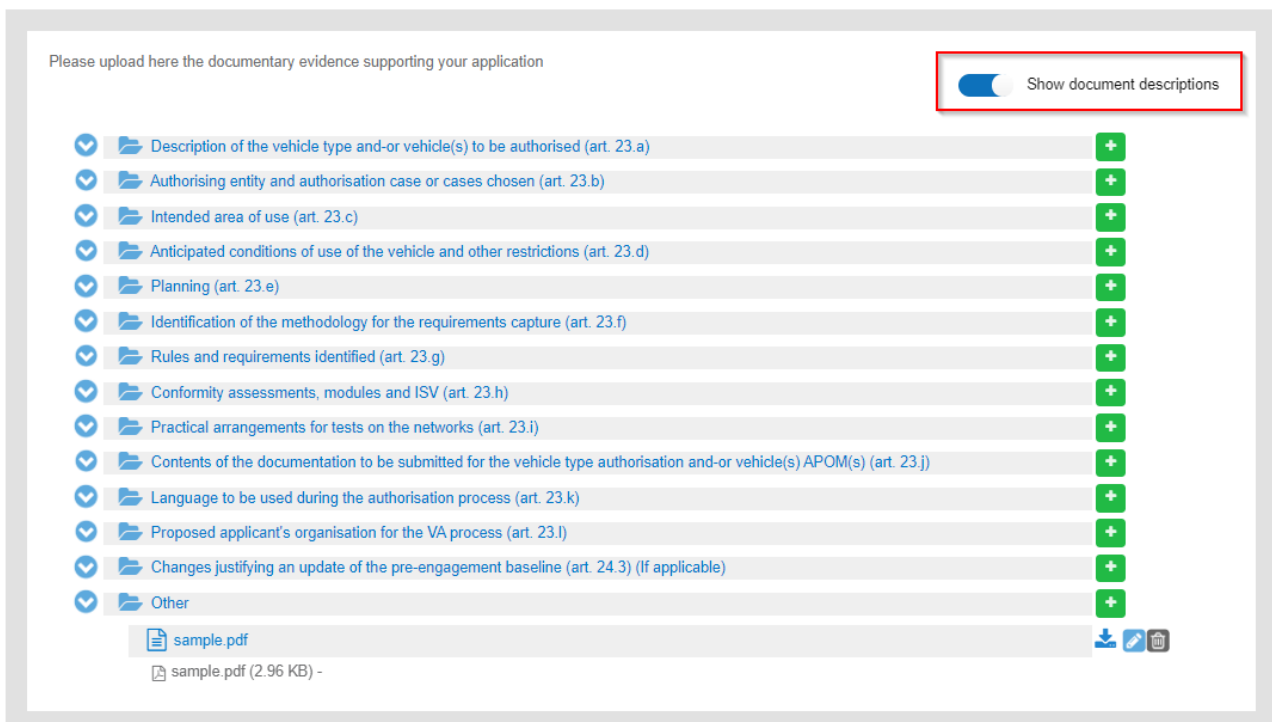 Please upload here the documentary evidence supporting your application
Show document descriptions
Description of the vehicle type and-or vehicle(s) to be authorised (art. 23.a)
Authorising entity and authorisation case or cases chosen (art. 23.b)
Intended area of use (art. 23.c)
Anticipated conditions of use of the vehicle and other restrictions (art. 23.d)
Planning (art. 23.e)
Identification of the methodology for the requirements capture (art. 23.f)
Rules and requirements identified (art. 23.g)
Conformity assessments, modules and ISV (art. 23.h)
Practical arrangements for tests on the networks (art. 23.i)
Contents of the documentation to be submitted for the vehicle type authorisation and-or vehicle(s) APOM(s) (art. 23.j)
Language to be used during the authorisation process (art. 23.k)
Proposed applicant's organisation for the VA process (art. 23.l)
Changes justifying an update of the pre-engagement baseline (art. 24.3) (If applicable)
Other
sample.pdf
sample.pdf (2.96 KB) -